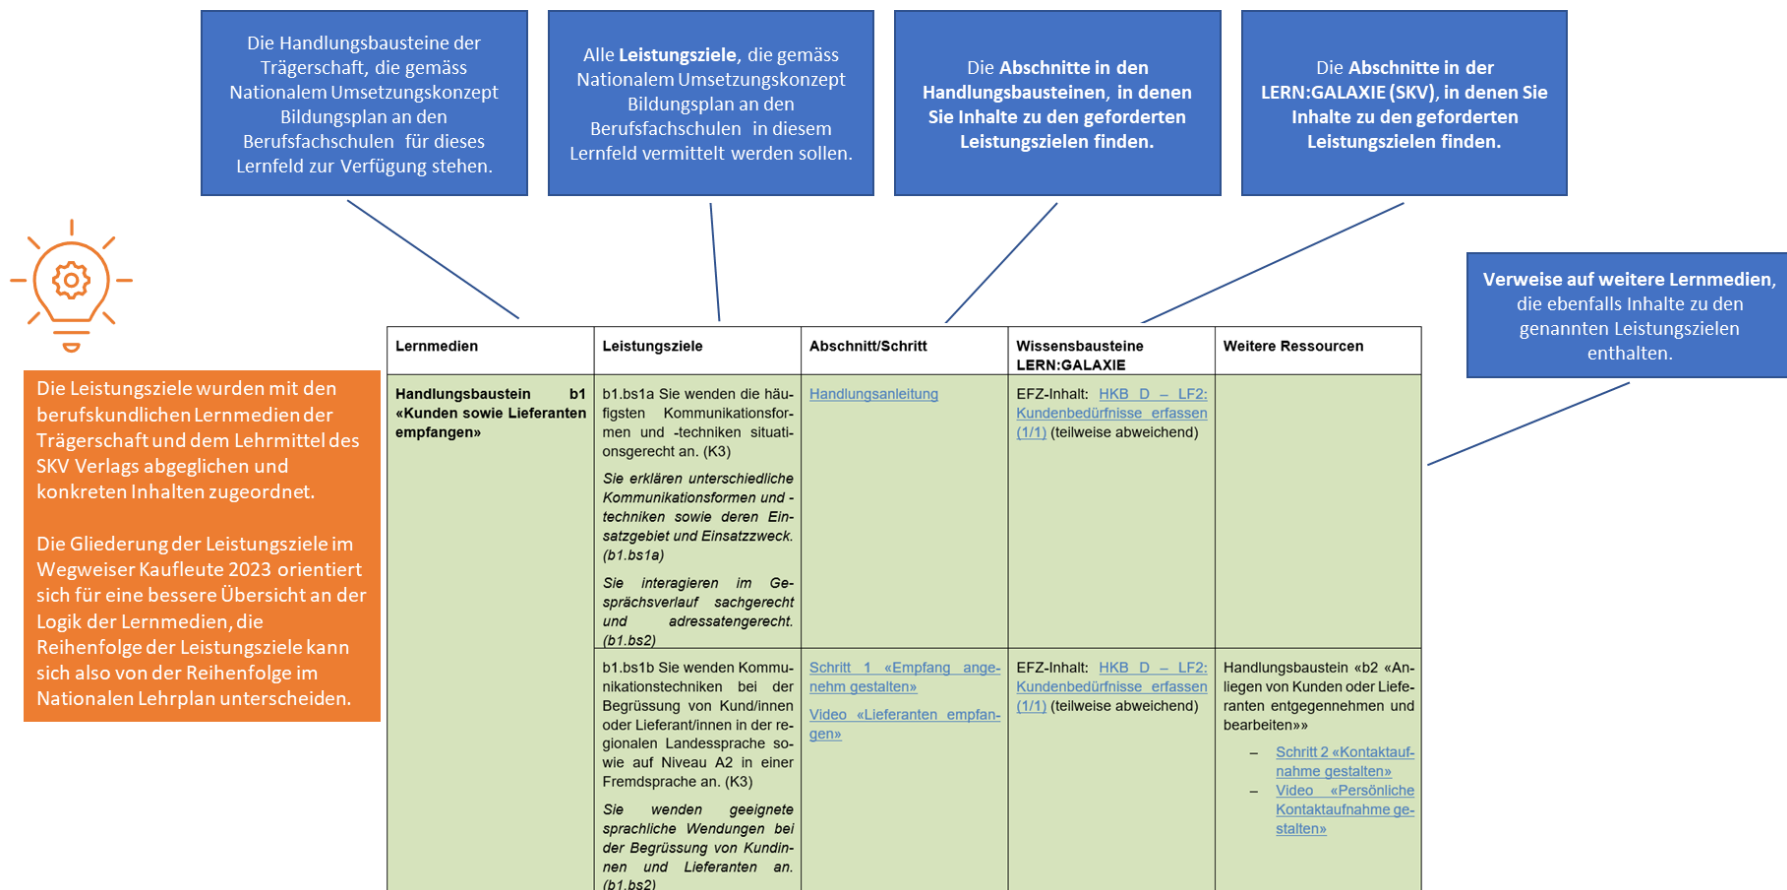 Die Handlungsbausteine der
Trägerschaft, die gemäss
Nationalem Umsetzungskonzept
Bildungsplan an den
Berufsfachschulen für dieses
Lernfeld zur Verfügung stehen.
Alle Leistungsziele, die gemäss
Nationalem Umsetzungskonzept
Bildungsplan an den
Berufsfachschulen in diesem
Lernfeld vermittelt werden sollen.
Die Abschnitte in den
Handlungsbausteinen, in denen
Sie Inhalte zu den geforderten
Leistungszielen finden.
Die Abschnitte in der
LERN:GALAXIE (SKV), in denen Sie
Inhalte zu den geforderten
Leistungszielen finden.
Verweise auf weitere Lernmedien,
die ebenfalls Inhalte zu den
genannten Leistungszielen
enthalten.
Die Leistungsziele wurden mit den
berufskundlichen Lernmedien der
Trägerschaft und dem Lehrmittel des
SKV Verlags abgeglichen und
konkreten Inhalten zugeordnet.
Die Gliederung der Leistungsziele im
Wegweiser Kaufleute 2023 orientiert
sich für eine bessere Übersicht an der
Logik der Lernmedien, die
Reihenfolge der Leistungsziele kann
sich also von der Reihenfolge im
Nationalen Lehrplan unterscheiden.
Lernmedien
Leistungsziele
Abschnitt/Schritt
Wissensbausteine
LERN:GALAXIE
Weitere Ressourcen
Handlungsbaustein b1
«Kunden sowie Lieferanten
empfangen»
b1.bs1a Sie wenden die häu-
figsten Kommunikationsfor-
men und -techniken situati-
onsgerecht an. (K3)
Sie erklären unterschiedliche
Kommunikationsformen und -
techniken sowie deren Ein-
satzgebiet und Einsatzzweck.
(b1.bs1a)
Sie interagieren im Ge-
sprächsverlauf sachgerecht
und adressatengerecht.
(b1.bs2)
Handlungsanleitung
EFZ-Inhalt: HKB D – LF2:
Kundenbedürfnisse erfassen
(1/1) (teilweise abweichend)
b1.bs1b Sie wenden Kommu-
nikationstechniken bei der
Begrüssung von Kund/innen
oder Lieferant/innen in der re-
gionalen Landessprache so-
wie auf Niveau A2 in einer
Fremdsprache an. (K3)
Sie wenden geeignete
sprachliche Wendungen bei
der Begrüssung von Kundin-
nen und Lieferanten an.
(b1.bs2)
Schritt 1 «Empfang ange-
nehm gestalten»
Video «Lieferanten empfan-
gen»
EFZ-Inhalt: HKB D – LF2:
Kundenbedürfnisse erfassen
(1/1) (teilweise abweichend)
Handlungsbaustein «b2 «An-
liegen von Kunden oder Liefe-
ranten entgegennehmen und
bearbeiten»»
– Schritt 2 «Kontaktauf-
nahme gestalten»
– Video «Persönliche
Kontaktaufnahme ge-
stalten»